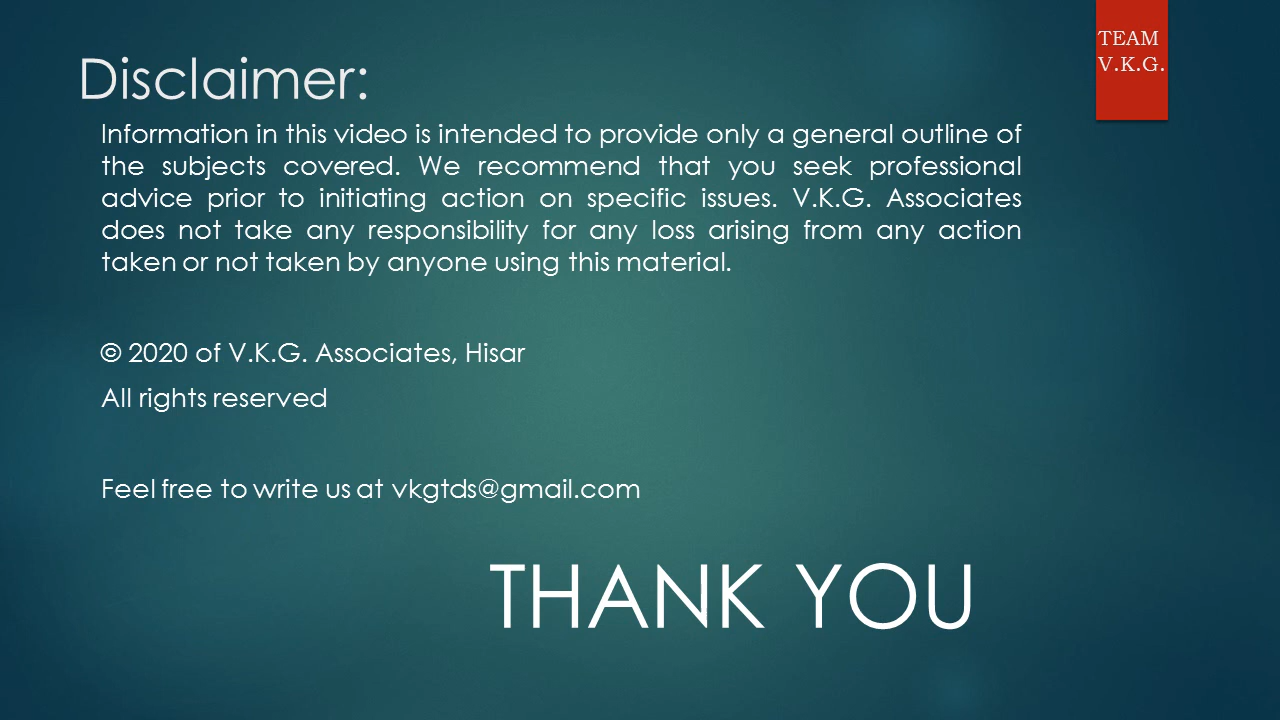 TEAM
V.K.G.
Disclaimer:
Information in this video is intended to provide only a general outline of
the subjects covered. We recommend that you seek professional
advice prior to initiating action on specific issues. V.K.G. Associates
does not take any responsibility for any loss arising from any action
taken or not taken by anyone using this material.
© 2020 of V.K.G. Associates, Hisar
All rights reserved
Feel free to write us at vkgtds@gmail.com
THANK YOU